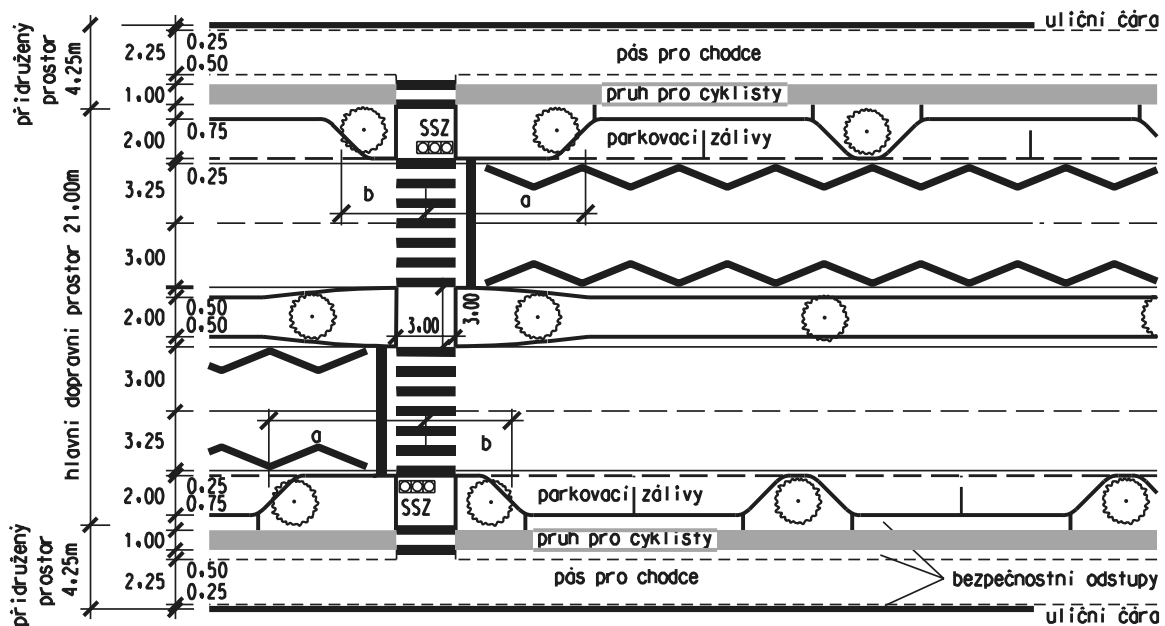 uliční čára
přidružený
prostor
4.25m
2.25
0.25
0.50
pás pro chodce
1.00
pruh pro cyklisty
2.00
0.75
SSZ
parkovací zálivy
3.25
0.25
b
a
hlavní dopravní prostor 21.00m
3.00
2.00
0.50
0.50
3.00
3.00
3.00
3.25
a
b
2.00
0.25
0.75
SSZ
parkovací zálivy
přidružený
prostor
4.25m
1.00
pruh pro cyklisty
2.25
0.50
0.25
pás pro chodce
bezpečnostní odstupy
uliční čára